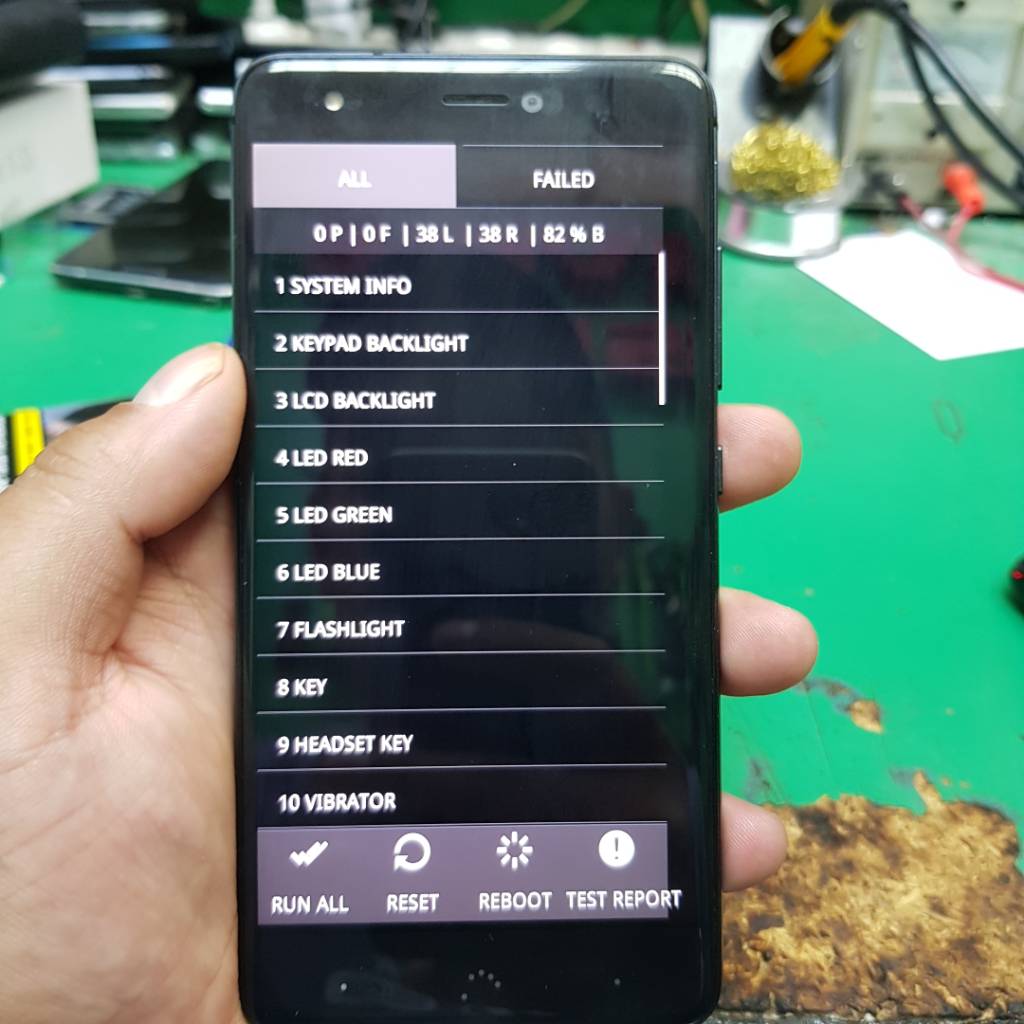 ALL FAILED
0 P | 0 F | 38 L | 38 R | 82 % B
1 SYSTEM INFO
2 KEYPAD BACKLIGHT
3 LCD BACKLIGHT
4 LED RED
5 LED GREEN
6 LED BLUE
7 FLASHLIGHT
8 KEY
9 HEADSET KEY
10 VIBRATOR
RUN ALL RESET REBOOT TEST REPORT